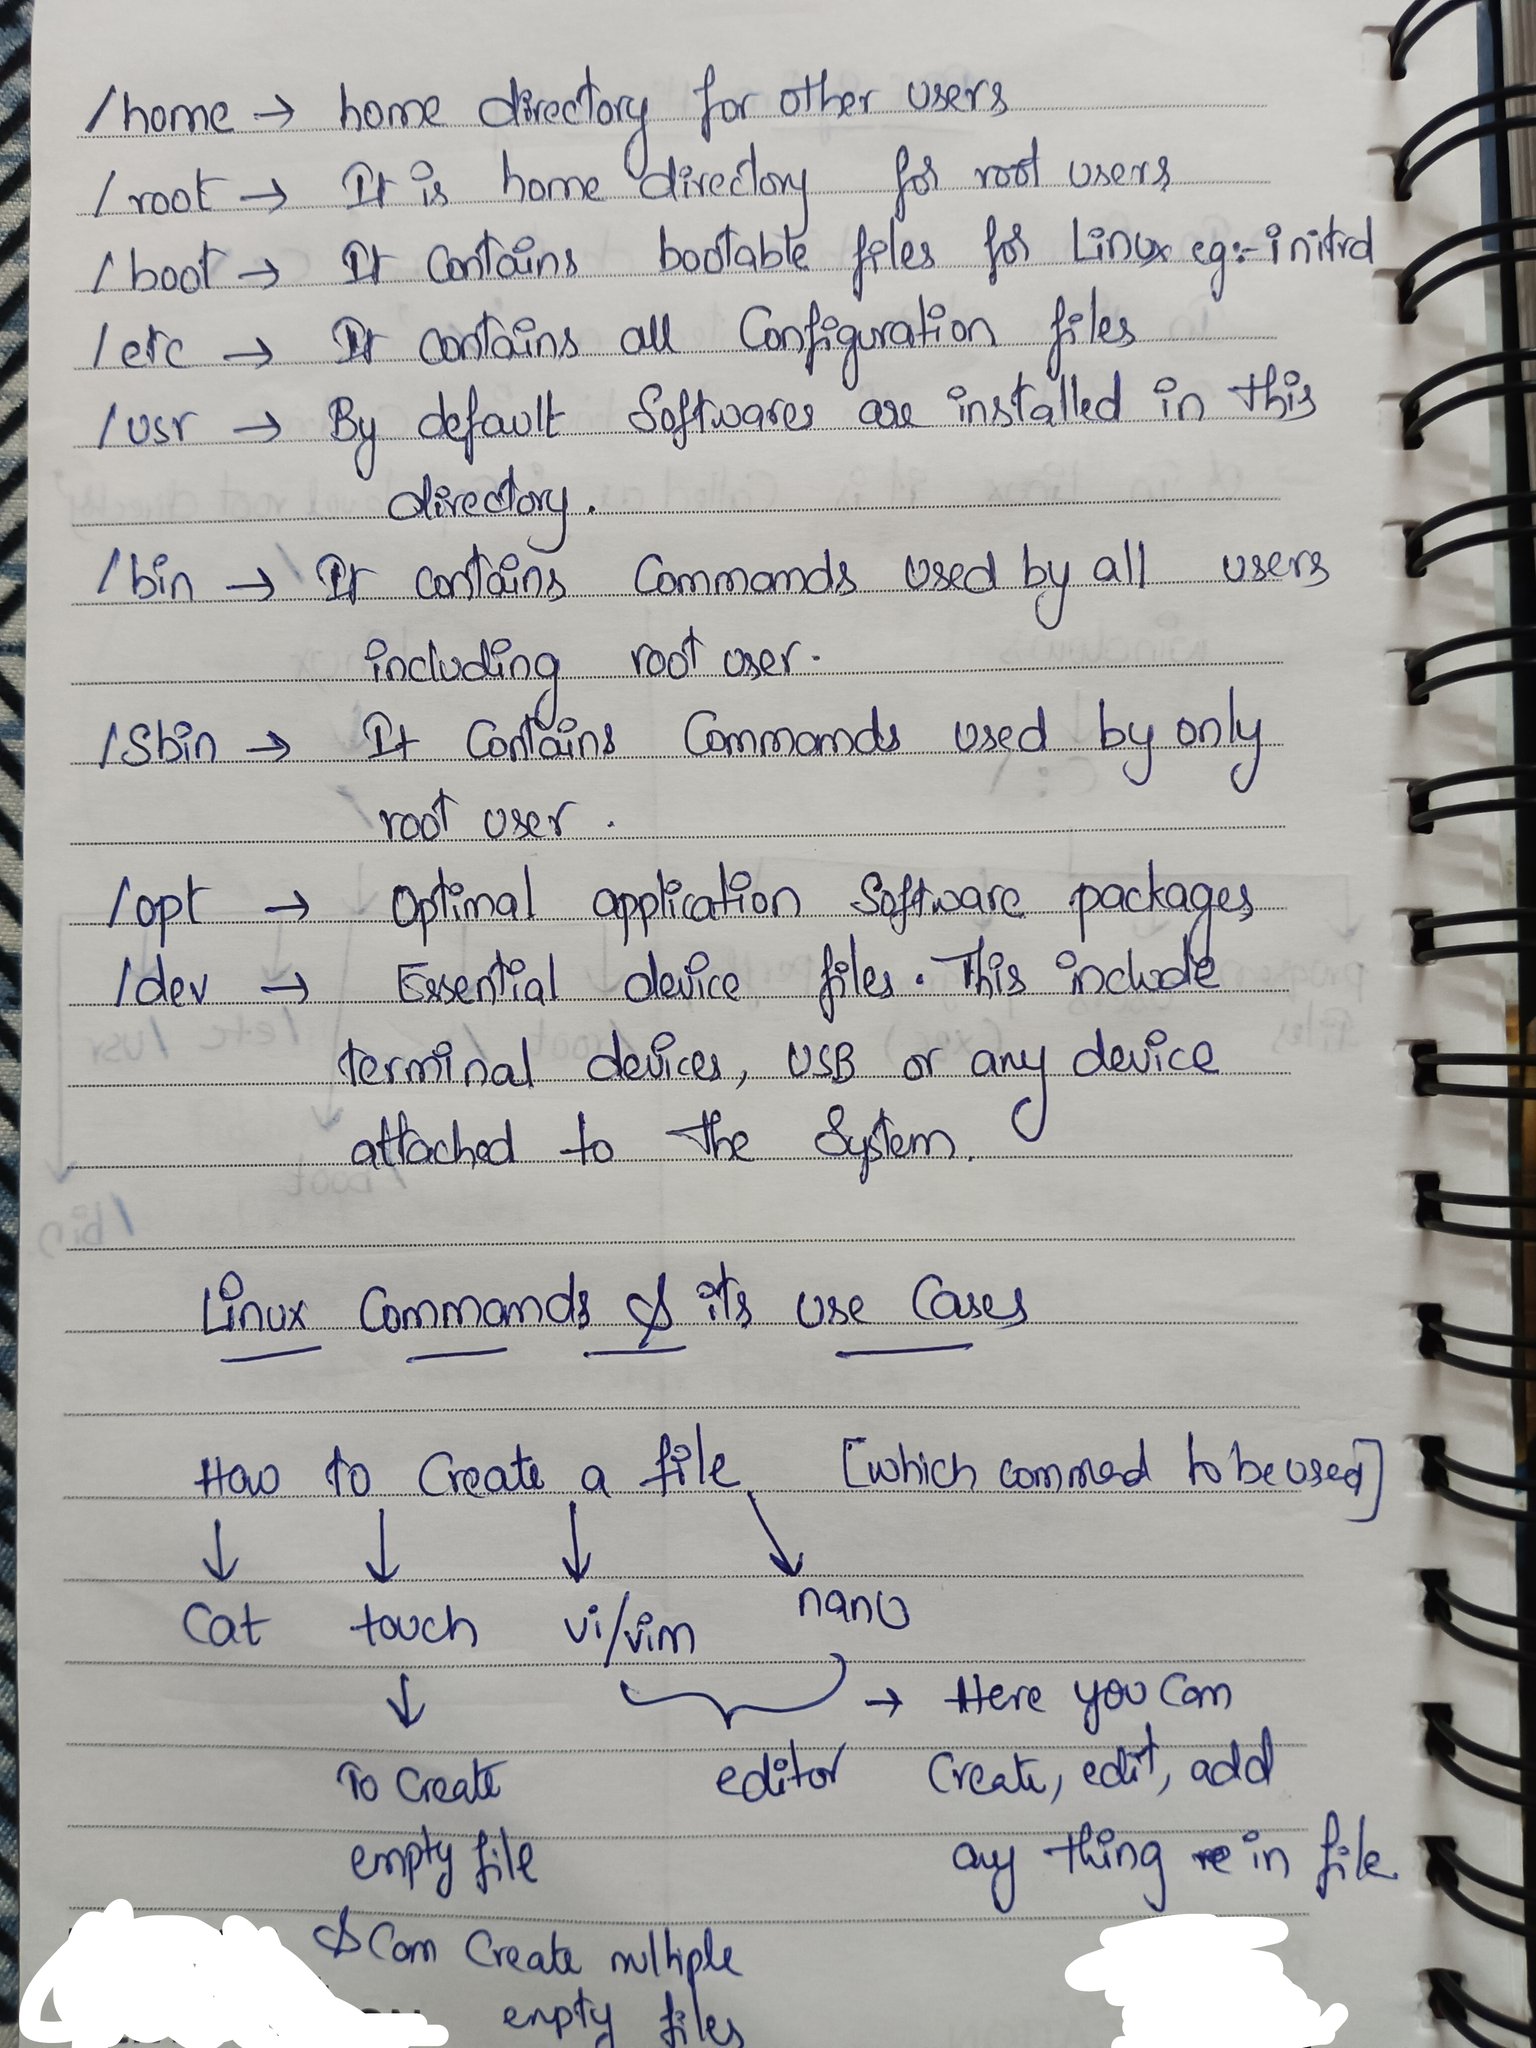 /home → home directory for other users
/root → It is home directory for root users
/boot → It contains bootable files for Linux eg:- initrd
/etc → It contains all Configuration files
/usr → By default Softwares are installed in this
directory.
/bin → It contains Commands used by all users
including root user.
/Sbin → It Contains Commands used by only
root user.
/opt → Optimal application Software packages
/dev → Essential device files. This include
terminal devices, USB or any device
attached to the System.
Linux Commands & its use Cases
How to Create a file [which commad to be used]
↓ ↓ ↓ ↓
Cat touch vi/vim nano
↓ → Here you Can
To Create editor Create, edit, add
empty file any thing in file
& Can Create multiple
empty files